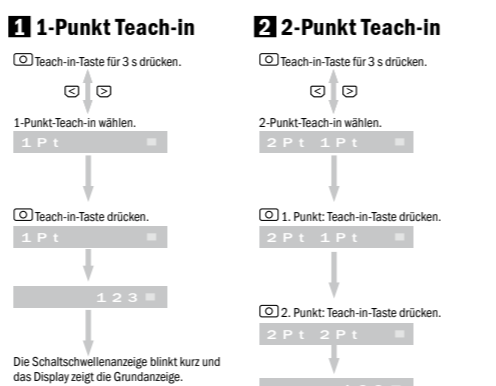 1 1-Punkt Teach-in
Teach-in-Taste für 3 s drücken.
< >
1-Punkt-Teach-in wählen.
1Pt
Teach-in-Taste drücken.
1Pt
123
Die Schaltschwellenanzeige blinkt kurz und
das Display zeigt die Grundanzeige.
2 2-Punkt Teach-in
Teach-in-Taste für 3 s drücken.
< >
2-Punkt-Teach-in wählen.
2Pt 1Pt
1. Punkt: Teach-in-Taste drücken.
2Pt 1Pt
2. Punkt: Teach-in-Taste drücken.
2Pt 2Pt